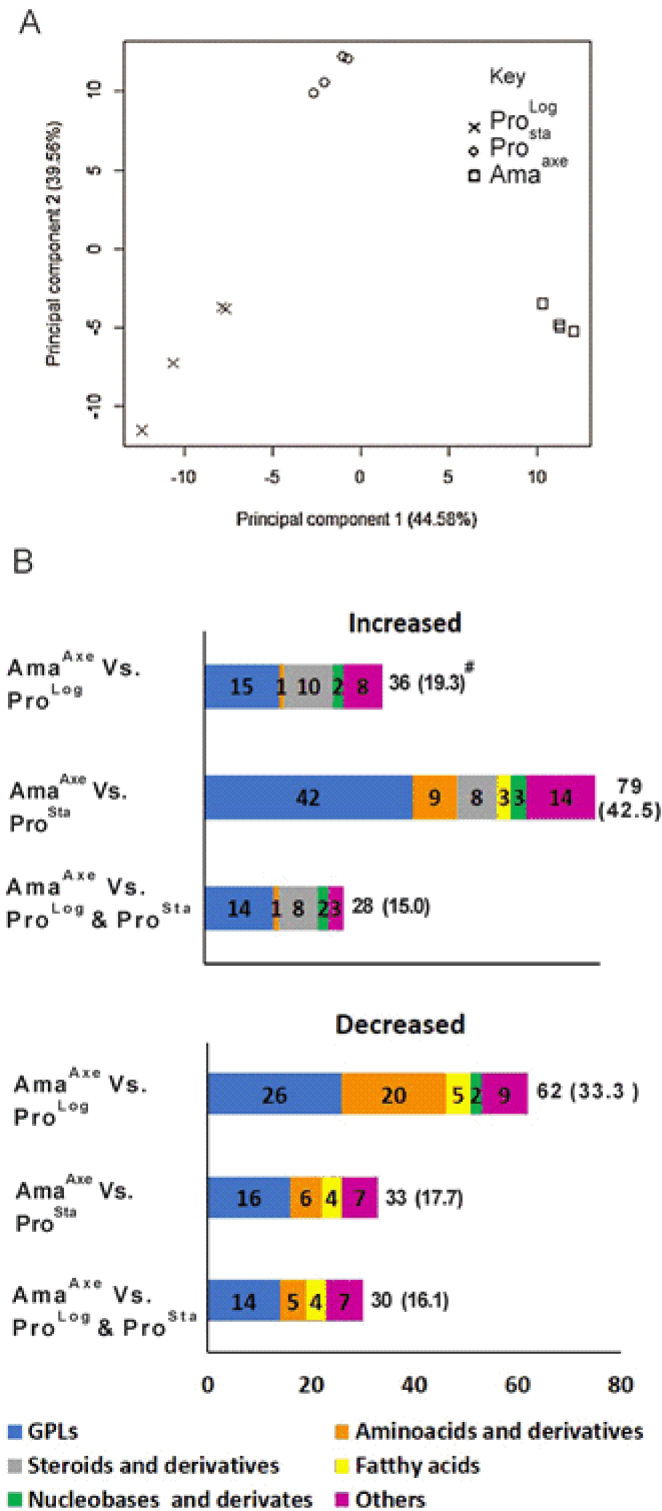 A
Key
Pro^Log
Pro^sta
Ama^axe
10
5
0
-5
-10
Principal component 2 (39.56%)
-10
-5
0
5
10
Principal component 1 (44.58%)
B
Increased
Ama^Axe Vs.
Pro^Log
15 1 10 2 8 36 (19.3)#
Ama^Axe Vs.
Pro^Sta
42 9 8 3 3 14 79
(42.5)
Ama^Axe Vs.
Pro^Log & Pro^Sta
14 1 8 2 3 28 (15.0)
Decreased
Ama^Axe Vs.
Pro^Log
26 20 5 2 9 62 (33.3 )
Ama^Axe Vs.
Pro^Sta
16 6 4 7 33 (17.7)
Ama^Axe Vs.
Pro^Log & Pro^Sta
14 5 4 7 30 (16.1)
0 20 40 60 80
GPLs
Aminoacids and derivatives
Steroids and derivatives
Fatthy acids
Nucleobases and derivates
Others